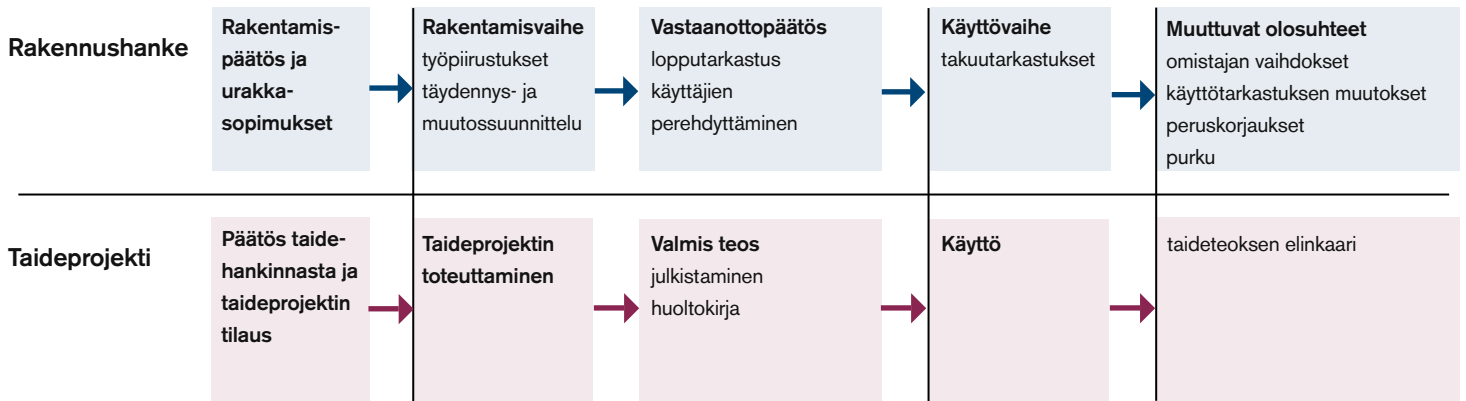 Rakennushanke
Rakentamis-
päätös ja
urakka-
sopimukset
Rakentamisvaihe
työpiirustukset
täydennys- ja
muutossuunnittelu
Vastaanottopäätös
lopputarkastus
käyttäjien
perehdyttäminen
Käyttövaihe
takuutarkastukset
Muuttuvat olosuhteet
omistajan vaihdokset
käyttötarkastuksen muutokset
peruskorjaukset
purku
Taideprojekti
Päätös taide-
hankinnasta ja
taideprojektin
tilaus
Taideprojektin
toteuttaminen
Valmis teos
julkistaminen
huoltokirja
Käyttö
taideteoksen elinkaari